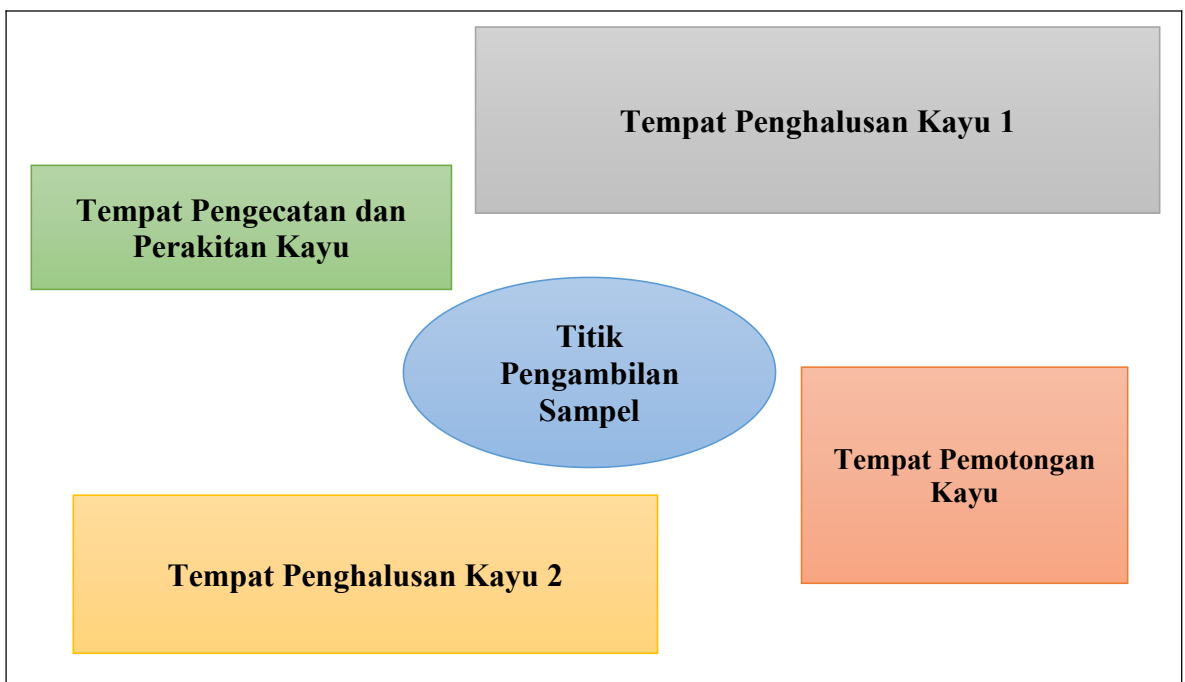 Tempat Penghalusan Kayu 1
Tempat Pengecatan dan
Perakitan Kayu
Titik
Pengambilan
Sampel
Tempat Pemotongan
Kayu
Tempat Penghalusan Kayu 2